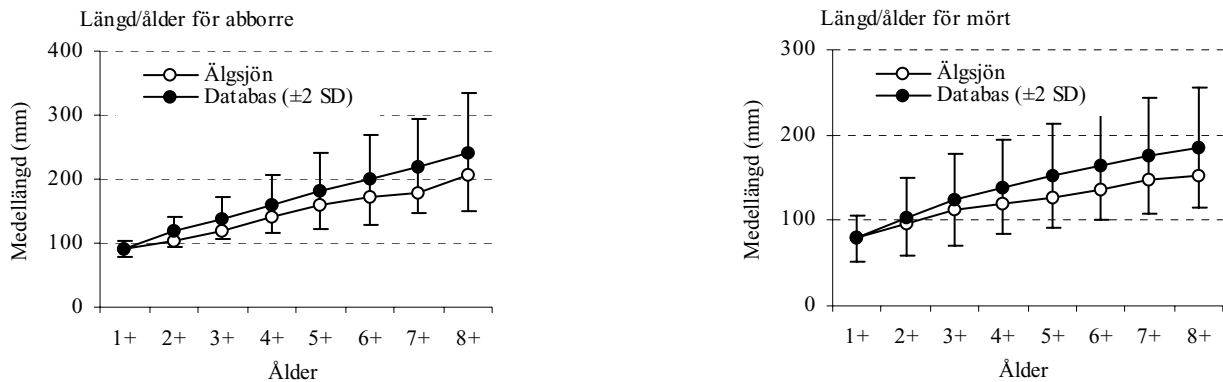 Längd/ålder för abborre
400
300
200
100
0
Medellängd (mm)
Älgsjön
Databas (±2 SD)
1+ 2+ 3+ 4+ 5+ 6+ 7+ 8+
Ålder
Längd/ålder för mört
300
200
100
0
Medellängd (mm)
Älgsjön
Databas (±2 SD)
1+ 2+ 3+ 4+ 5+ 6+ 7+ 8+
Ålder